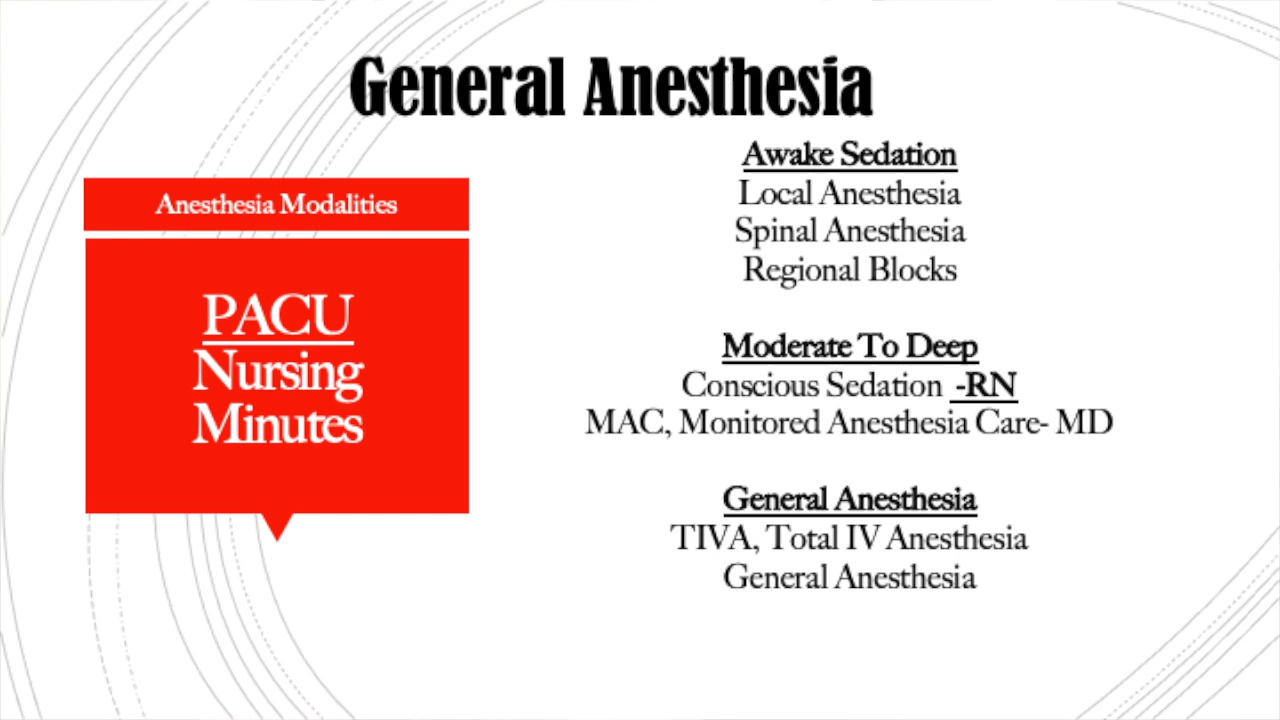 General Anesthesia
Anesthesia Modalities
PACU
Nursing
Minutes
Awake Sedation
Local Anesthesia
Spinal Anesthesia
Regional Blocks
Moderate To Deep
Conscious Sedation -RN
MAC, Monitored Anesthesia Care- MD
General Anesthesia
TIVA, Total IV Anesthesia
General Anesthesia